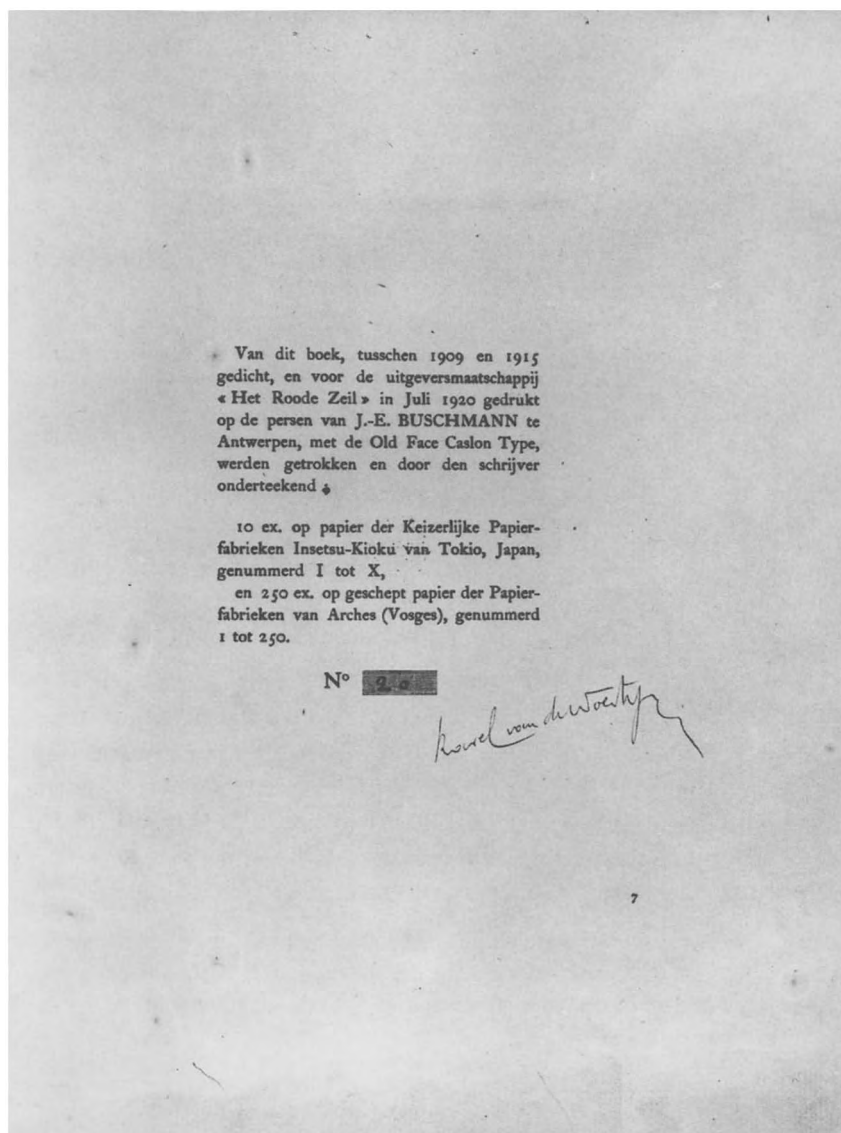 Van dit boek, tusschen 1909 en 1915
gedicht, en voor de uitgeversmaatschappij
« Het Roode Zeil » in Juli 1920 gedrukt
op de persen van J.-E. BUSCHMANN te
Antwerpen, met de Old Face Caslon Type,
werden getrokken en door den schrijver
onderteekend
10 ex. op papier der Keizerlijke Papier-
fabrieken Insetsu-Kioku van Tokio, Japan,
genummerd I tot X,
en 250 ex. op geschept papier der Papier-
fabrieken van Arches (Vosges), genummerd
1 tot 250.
Nº 20
Karel van de Woestijne
7